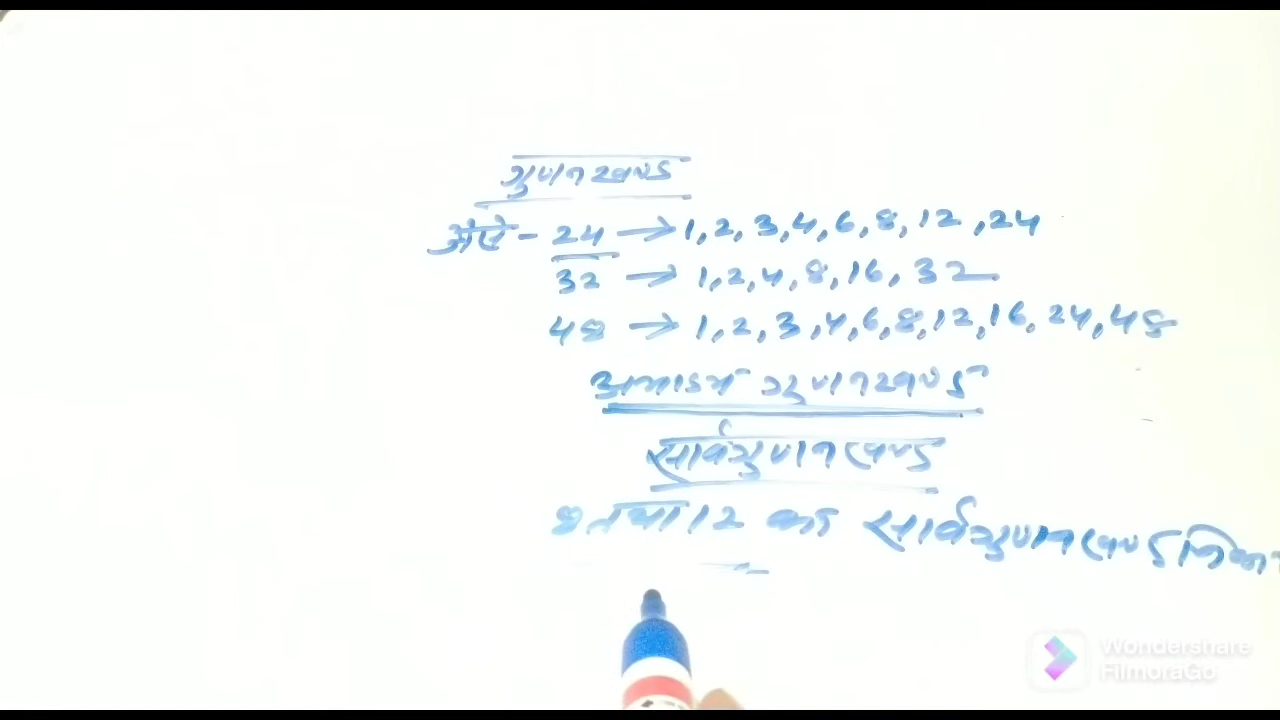 गुणनखण्ड
जैसे - 24 → 1, 2, 3, 4, 6, 8, 12, 24
32 → 1, 2, 4, 8, 16, 32
48 → 1, 2, 3, 4, 6, 8, 12, 16, 24, 48
अभाज्य गुणनखण्ड
सार्वगुणनखण्ड
8 तथा 12 का सार्वगुणनखण्ड निका
Wondershare
FilmoraGo